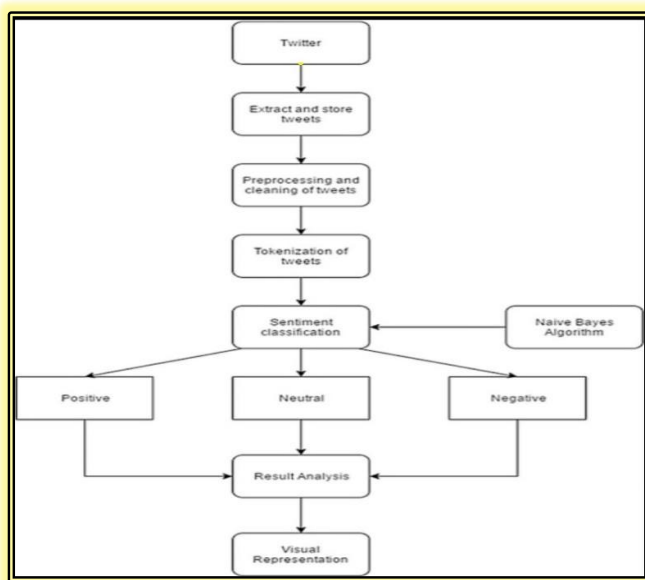 Twitter
Extract and store
tweets
Preprocessing and
cleaning of tweets
Tokenization of
tweets
Sentiment
classification
Naive Bayes
Algorithm
Positive
Neutral
Negative
Result Analysis
Visual
Representation